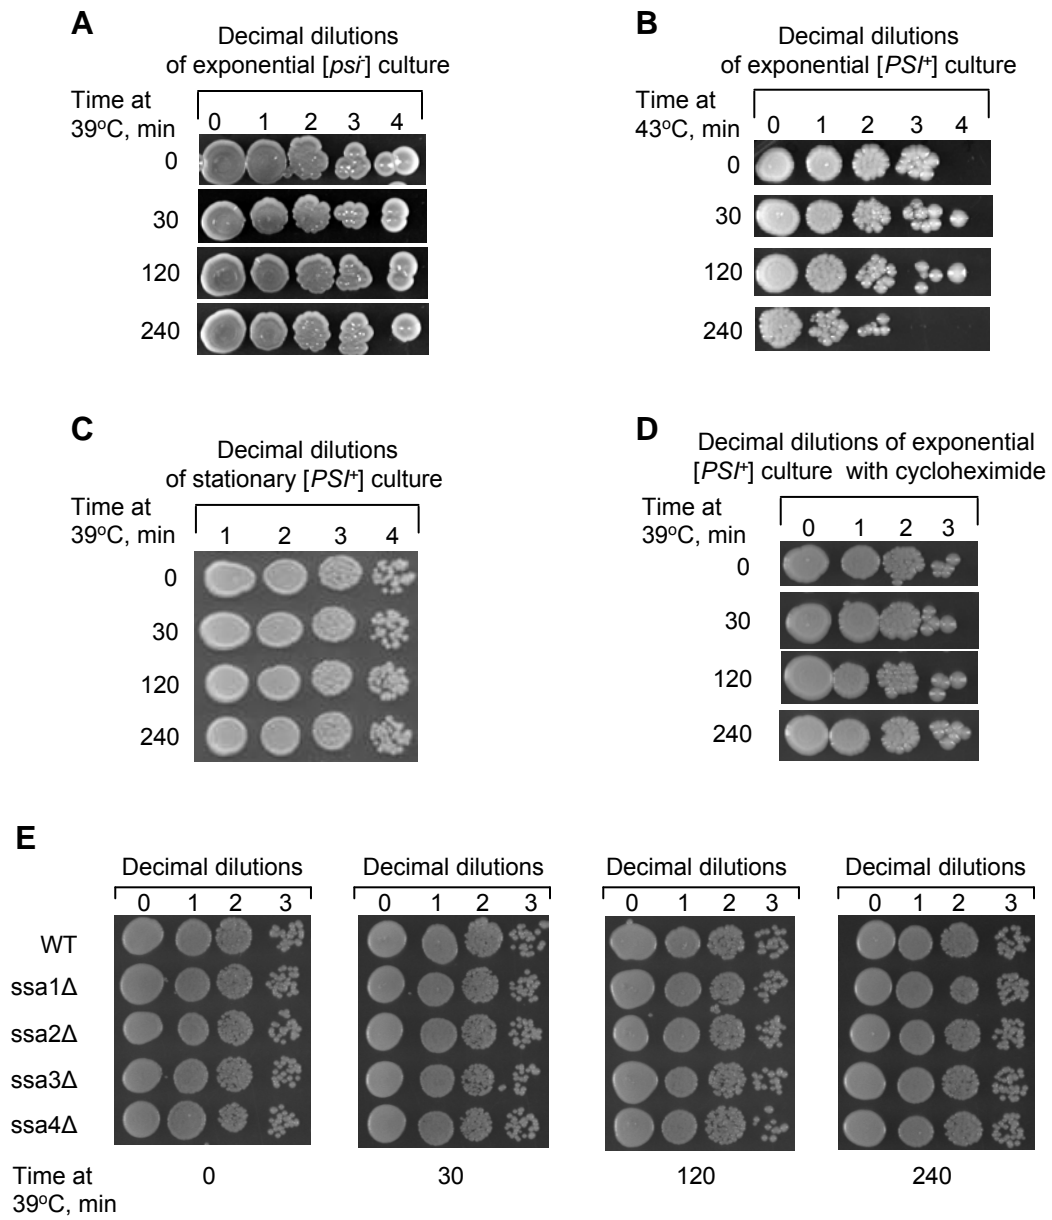 A
Decimal dilutions
of exponential [psi-] culture
Time at
39°C, min
0 1 2 3 4
0
30
120
240
B
Decimal dilutions
of exponential [PSI+] culture
Time at
43°C, min
0 1 2 3 4
0
30
120
240
C
Decimal dilutions
of stationary [PSI+] culture
Time at
39°C, min
1 2 3 4
0
30
120
240
D
Decimal dilutions of exponential
[PSI+] culture with cycloheximide
Time at
39°C, min
0 1 2 3
0
30
120
240
E
Decimal dilutions Decimal dilutions Decimal dilutions Decimal dilutions
0 1 2 3 0 1 2 3 0 1 2 3 0 1 2 3
WT
ssa1Δ
ssa2Δ
ssa3Δ
ssa4Δ
Time at
39°C, min
0 30 120 240